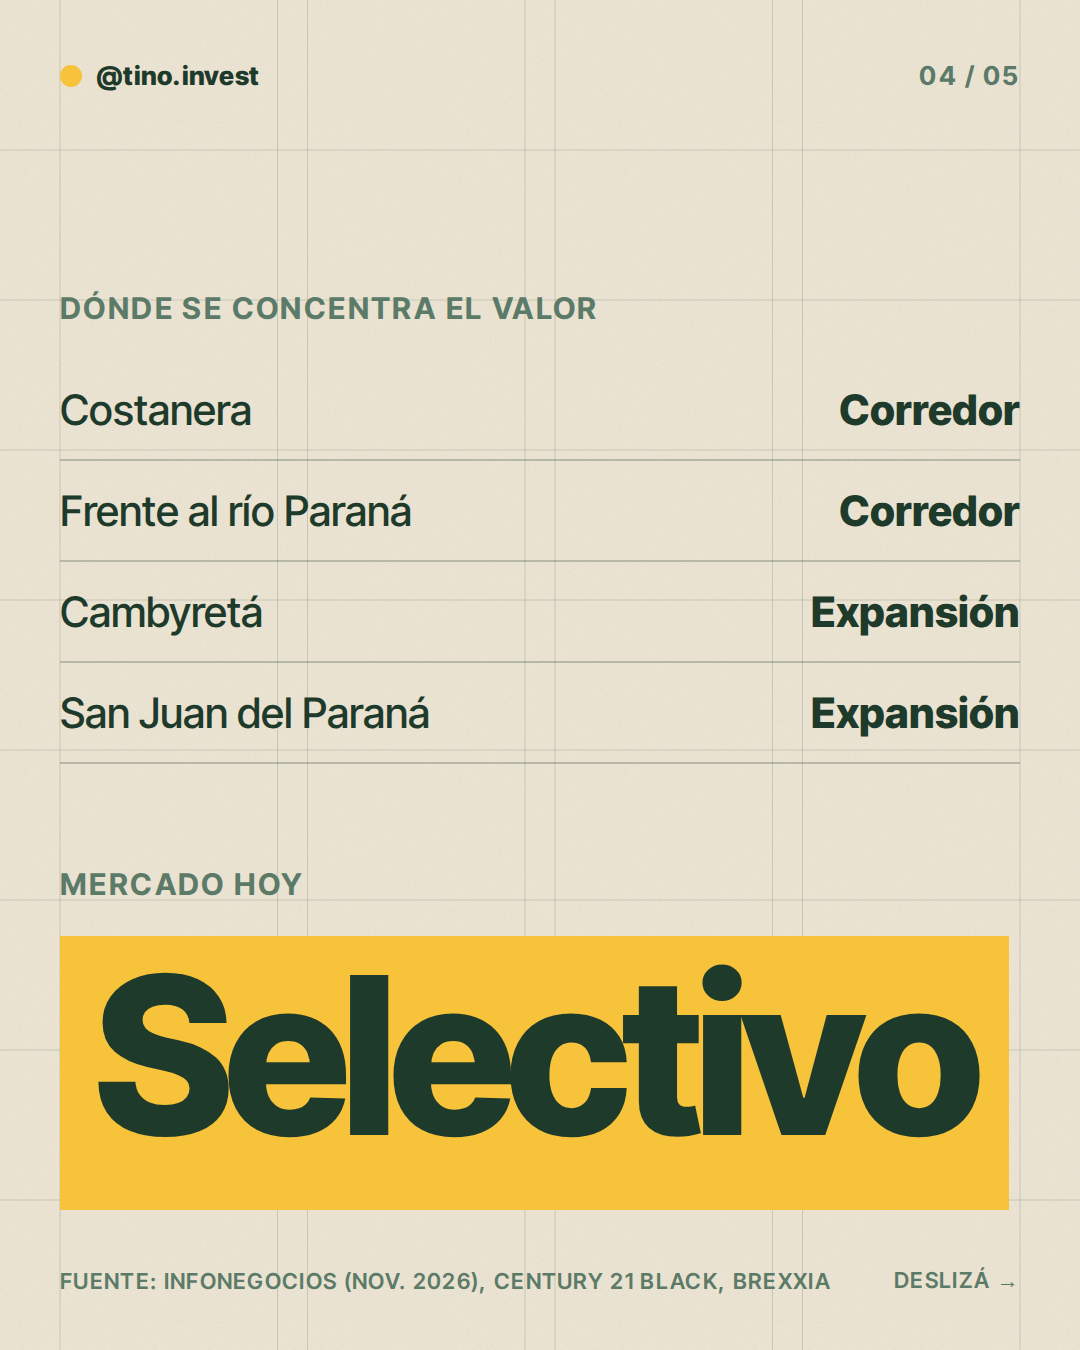 @tino.invest
04 / 05
DÓNDE SE CONCENTRA EL VALOR
Costanera Corredor
Frente al río Paraná Corredor
Cambyretá Expansión
San Juan del Paraná Expansión
MERCADO HOY
Selectivo
FUENTE: INFONEGOCIOS (NOV. 2026), CENTURY 21 BLACK, BREXXIA
DESLIZÁ →